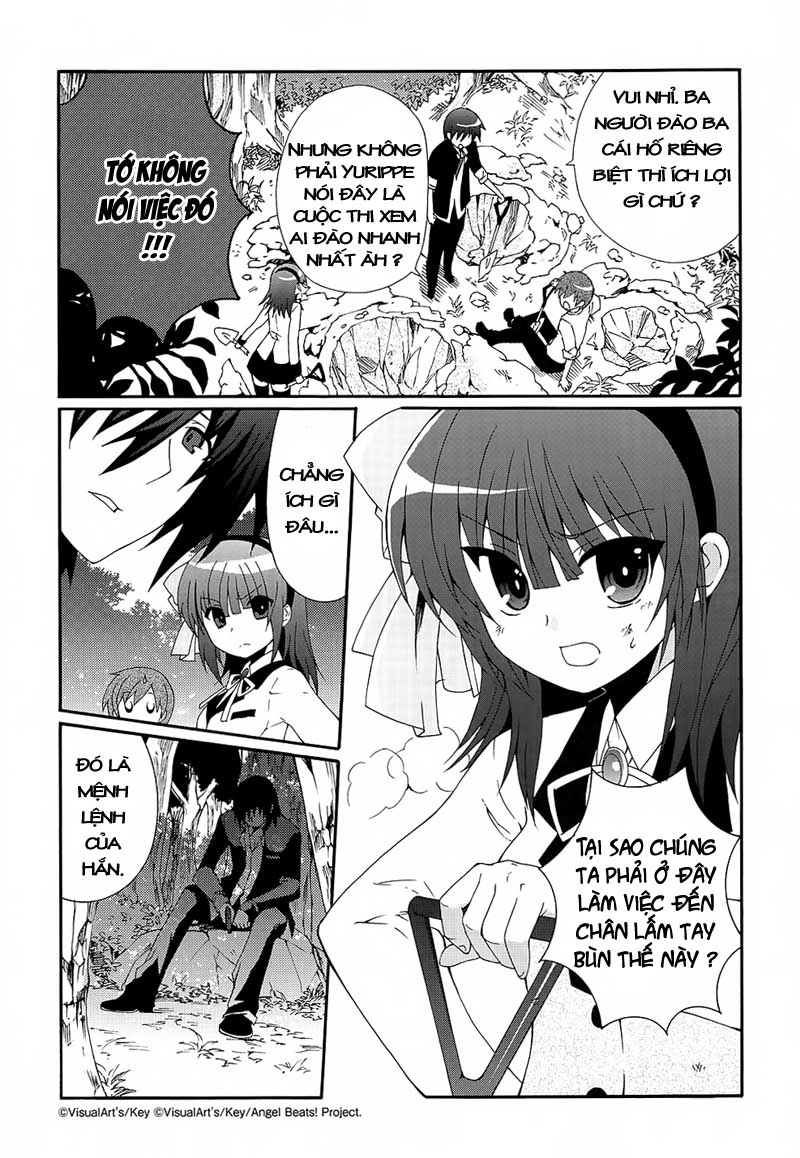 VUI NHỈ. BA
NGƯỜI ĐÀO BA
CÁI HỐ RIÊNG
BIỆT THÌ ÍCH LỢI
GÌ CHỨ ?
NHƯNG KHÔNG
PHẢI YURIPPE
NÓI ĐÂY LÀ
CUỘC THI XEM
AI ĐÀO NHANH
NHẤT ÀH ?
TỚ KHÔNG
NÓI VIỆC ĐÓ
!!!
TẠI SAO CHÚNG
TA PHẢI Ở ĐÂY
LÀM VIỆC ĐẾN
CHÂN LẤM TAY
BÙN THẾ NÀY ?
CHẲNG
ÍCH GÌ
ĐÂU...
ĐÓ LÀ
MỆNH
LỆNH
CỦA
HẮN.
©VisualArt's/Key ©VisualArt's/Key/Angel Beats! Project.